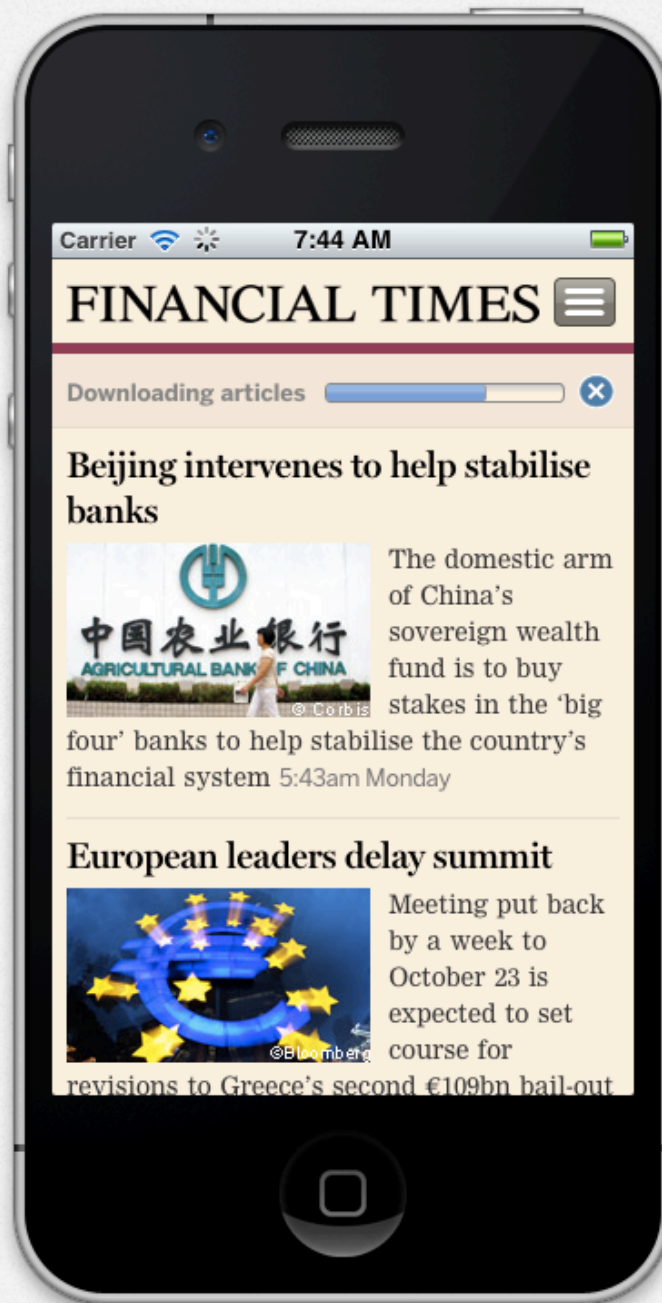 Carrier 7:44 AM
FINANCIAL TIMES
Downloading articles
Beijing intervenes to help stabilise
banks
中国农业银行
AGRICULTURAL BANK OF CHINA
© Corbis
The domestic arm
of China’s
sovereign wealth
fund is to buy
stakes in the ‘big
four’ banks to help stabilise the country’s
financial system 5:43am Monday
European leaders delay summit
©Bloomberg
Meeting put back
by a week to
October 23 is
expected to set
course for
revisions to Greece’s second €109bn bail-out